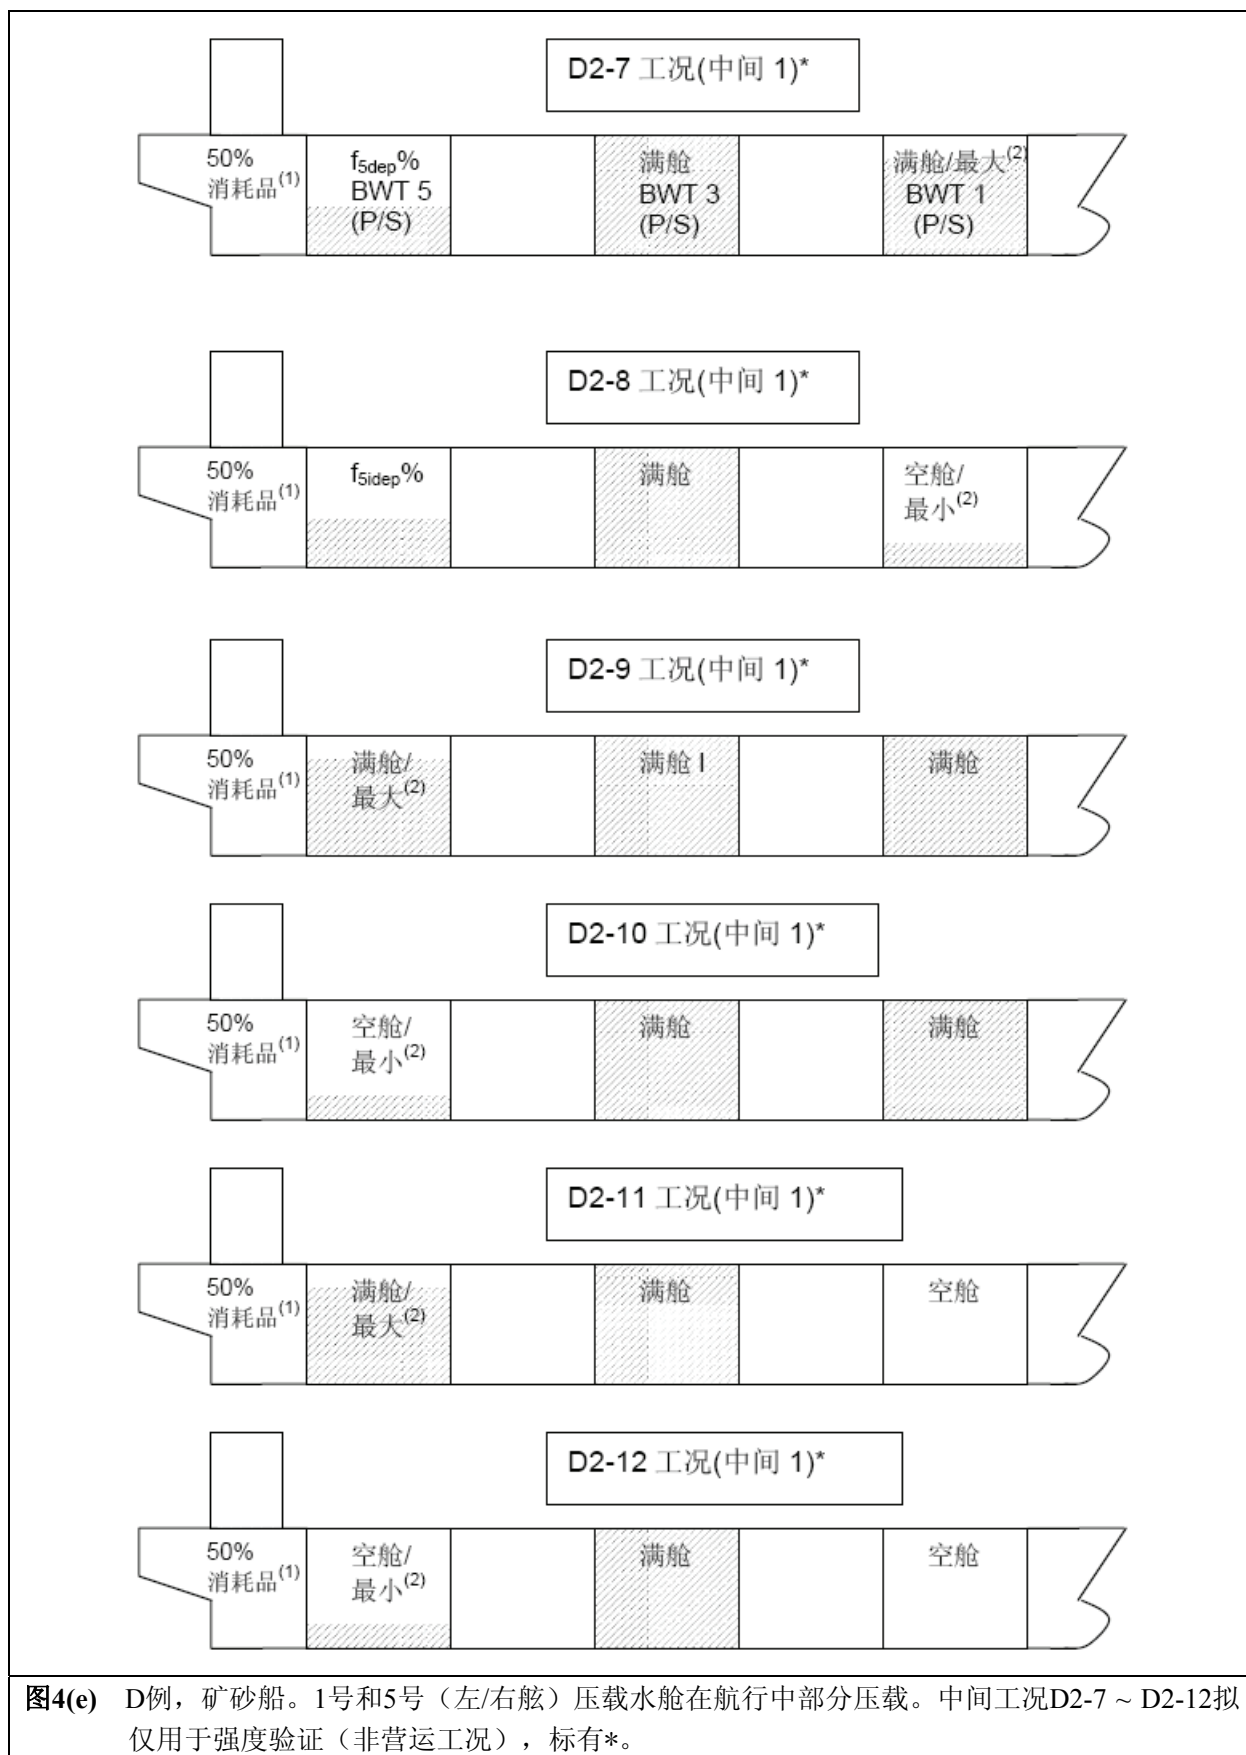 D2-7 工况(中间 1)*
50%
消耗品(1)
f5dep%
BWT 5
(P/S)
满舱
BWT 3
(P/S)
满舱/最大(2)
BWT 1
(P/S)
D2-8 工况(中间 1)*
50%
消耗品(1)
f5idep%
满舱
空舱/
最小(2)
D2-9 工况(中间 1)*
50%
消耗品(1)
满舱/
最大(2)
满舱 I
满舱
D2-10 工况(中间 1)*
50%
消耗品(1)
空舱/
最小(2)
满舱
满舱
D2-11 工况(中间 1)*
50%
消耗品(1)
满舱/
最大(2)
满舱
空舱
D2-12 工况(中间 1)*
50%
消耗品(1)
空舱/
最小(2)
满舱
空舱
图4(e) D例，矿砂船。1号和5号（左/右舷）压载水舱在航行中部分压载。中间工况D2-7 ~ D2-12拟
仅用于强度验证（非营运工况），标有*。